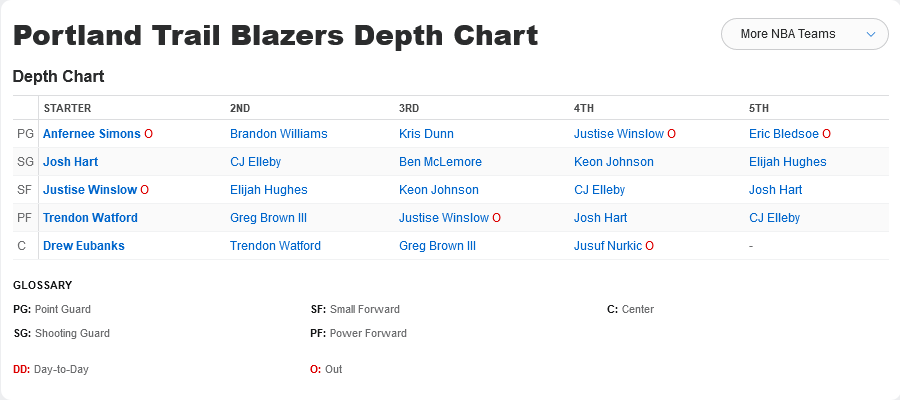 Portland Trail Blazers Depth Chart
More NBA Teams
Depth Chart
STARTER 2ND 3RD 4TH 5TH
PG Anfernee Simons O Brandon Williams Kris Dunn Justise Winslow O Eric Bledsoe O
SG Josh Hart CJ Elleby Ben McLemore Keon Johnson Elijah Hughes
SF Justise Winslow O Elijah Hughes Keon Johnson CJ Elleby Josh Hart
PF Trendon Watford Greg Brown III Justise Winslow O Josh Hart CJ Elleby
C Drew Eubanks Trendon Watford Greg Brown III Jusuf Nurkic O -
GLOSSARY
PG: Point Guard SF: Small Forward C: Center
SG: Shooting Guard PF: Power Forward
DD: Day-to-Day O: Out